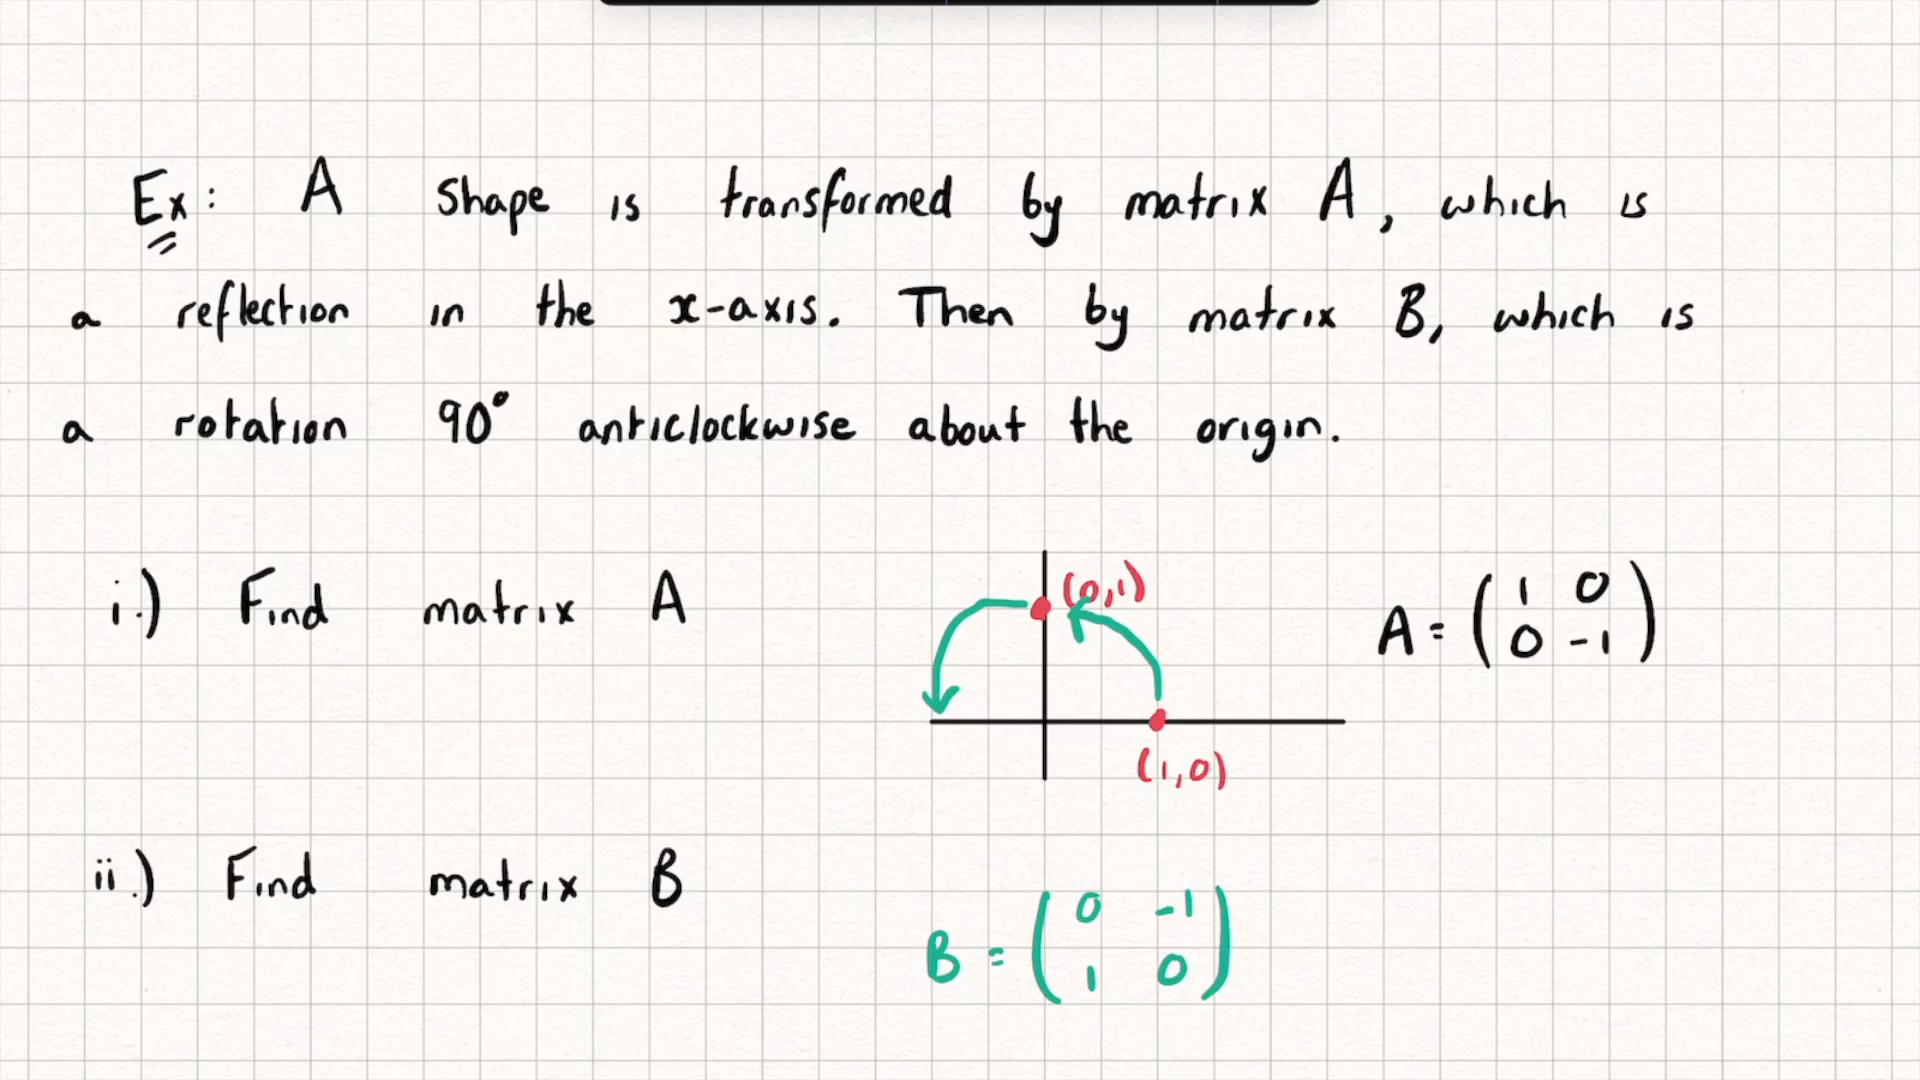 Ex: A shape is transformed by matrix A, which is
a reflection in the x-axis. Then by matrix B, which is
a rotation 90° anticlockwise about the origin.
i.) Find matrix A
(0,1)
(1,0)
A = ( 1 0
0 -1 )
ii.) Find matrix B
B = ( 0 -1
1 0 )